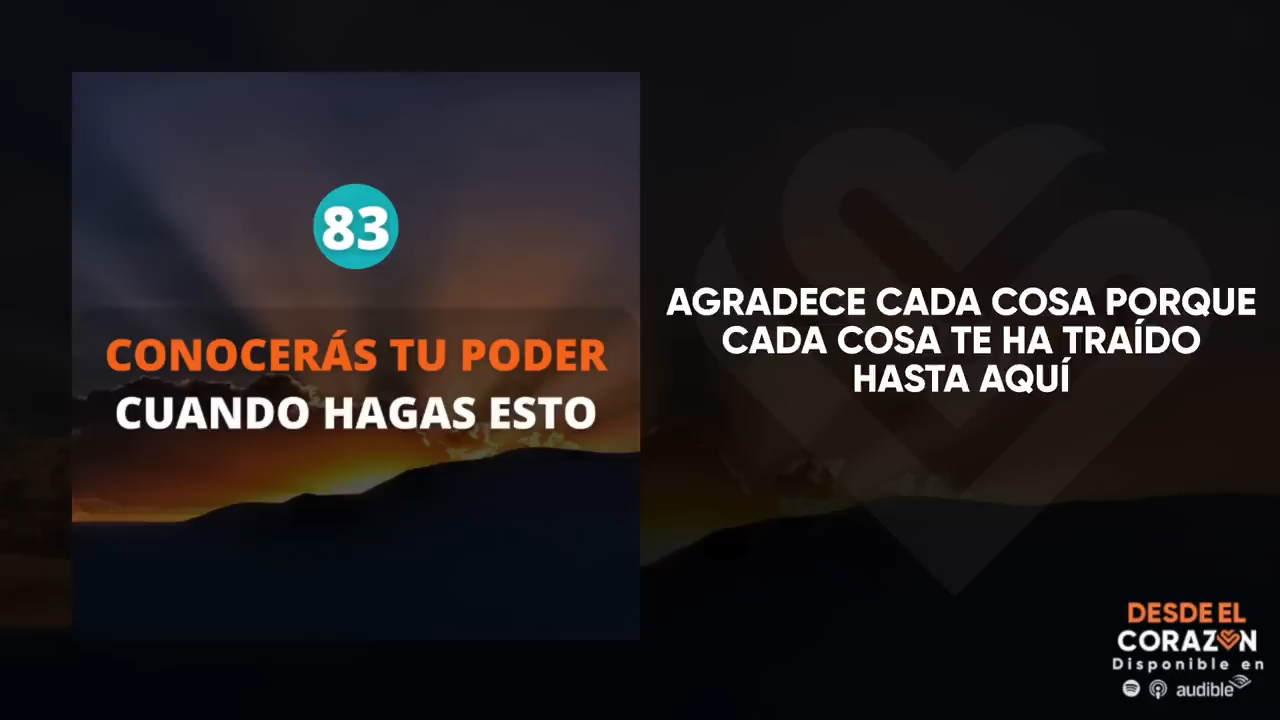 83
CONOCERÁS TU PODER
CUANDO HAGAS ESTO
AGRADECE CADA COSA PORQUE
CADA COSA TE HA TRAÍDO
HASTA AQUÍ
DESDE EL
CORAZON
Disponible en
audible